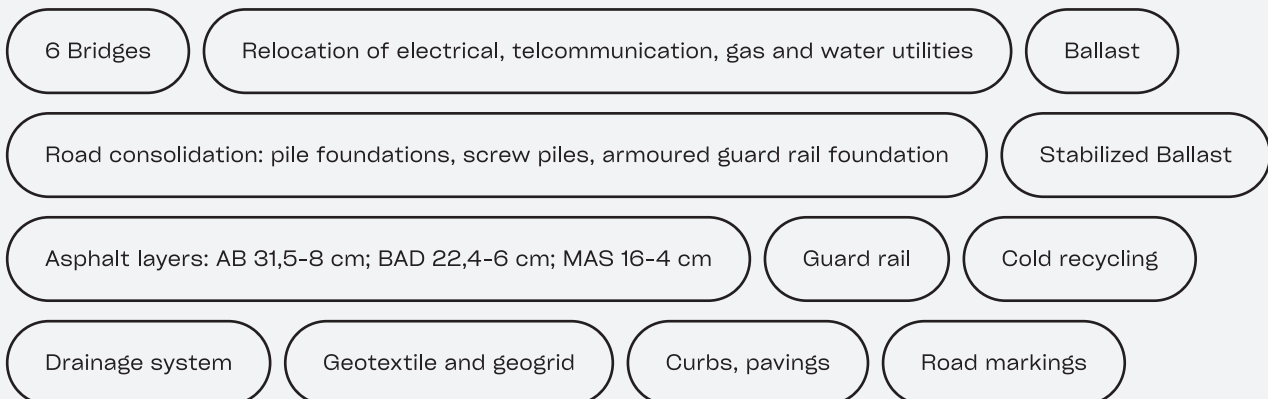 6 Bridges Relocation of electrical, telcommunication, gas and water utilities Ballast
Road consolidation: pile foundations, screw piles, armoured guard rail foundation Stabilized Ballast
Asphalt layers: AB 31,5-8 cm; BAD 22,4-6 cm; MAS 16-4 cm Guard rail Cold recycling
Drainage system Geotextile and geogrid Curbs, pavings Road markings